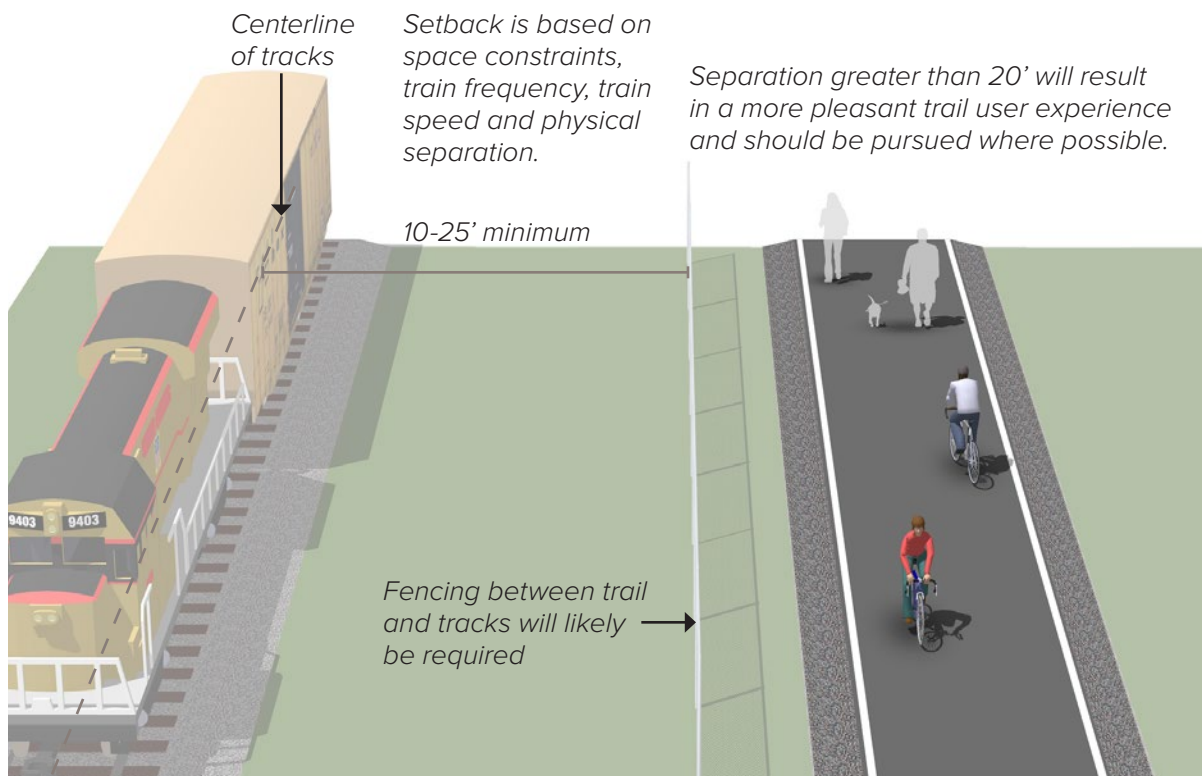 Centerline
of tracks
Setback is based on
space constraints,
train frequency, train
speed and physical
separation.
Separation greater than 20’ will result
in a more pleasant trail user experience
and should be pursued where possible.
10-25’ minimum
9403 9403
Fencing between trail
and tracks will likely
be required